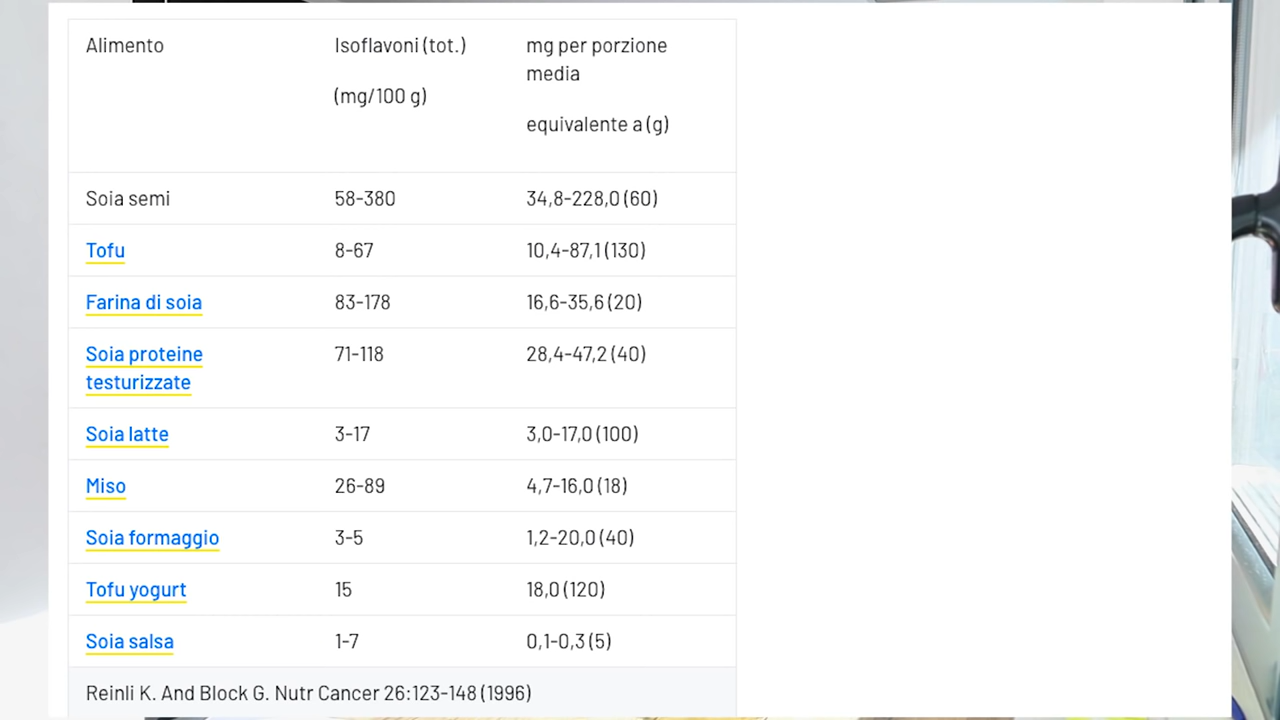 Alimento Isoflavoni (tot.) mg per porzione
media
(mg/100 g)
equivalente a (g)
Soia semi 58-380 34,8-228,0 (60)
Tofu 8-67 10,4-87,1 (130)
Farina di soia 83-178 16,6-35,6 (20)
Soia proteine 71-118 28,4-47,2 (40)
testurizzate
Soia latte 3-17 3,0-17,0 (100)
Miso 26-89 4,7-16,0 (18)
Soia formaggio 3-5 1,2-20,0 (40)
Tofu yogurt 15 18,0 (120)
Soia salsa 1-7 0,1-0,3 (5)
Reinli K. And Block G. Nutr Cancer 26:123-148 (1996)